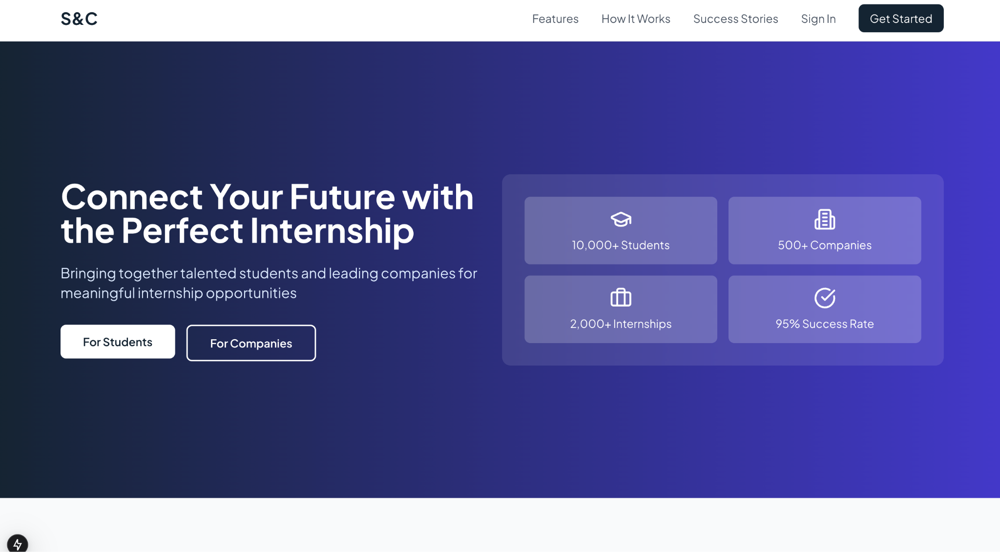 S&C
Features
How It Works
Success Stories
Sign In
Get Started
Connect Your Future with
the Perfect Internship
Bringing together talented students and leading companies for
meaningful internship opportunities
For Students
For Companies
10,000+ Students
500+ Companies
2,000+ Internships
95% Success Rate